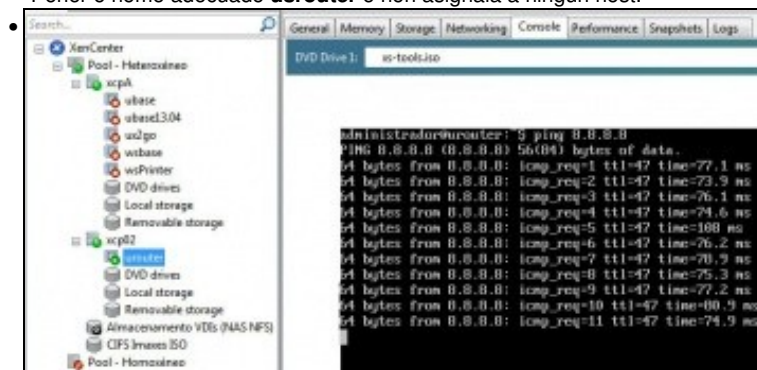 Poñer o nome adecuado usrouter e non asignala a ningún host.
Search...
General Memory Storage Networking Console Performance Snapshots Logs
XenCenter
DVD Drive 1: xs-tools.iso
Pool - Heteroxéneo
xcpA
ubase
ubase13.04
ux2go
wsbase
wsPrinter
DVD drives
Local storage
Removable storage
xcp02
urouter
DVD drives
Local storage
Removable storage
Almacenamento VDIs (NAS NFS)
CIFS Imaxes ISO
Pool - Homoxéneo
administrador@urouter:~$ ping 8.8.8.8
PING 8.8.8.8 (8.8.8.8) 56(84) bytes of data.
64 bytes from 8.8.8.8: icmp_req=1 ttl=47 time=77.1 ms
64 bytes from 8.8.8.8: icmp_req=2 ttl=47 time=73.9 ms
64 bytes from 8.8.8.8: icmp_req=3 ttl=47 time=76.1 ms
64 bytes from 8.8.8.8: icmp_req=4 ttl=47 time=74.6 ms
64 bytes from 8.8.8.8: icmp_req=5 ttl=47 time=108 ms
64 bytes from 8.8.8.8: icmp_req=6 ttl=47 time=76.2 ms
64 bytes from 8.8.8.8: icmp_req=7 ttl=47 time=78.9 ms
64 bytes from 8.8.8.8: icmp_req=8 ttl=47 time=75.3 ms
64 bytes from 8.8.8.8: icmp_req=9 ttl=47 time=77.2 ms
64 bytes from 8.8.8.8: icmp_req=10 ttl=47 time=80.9 ms
64 bytes from 8.8.8.8: icmp_req=11 ttl=47 time=74.9 ms